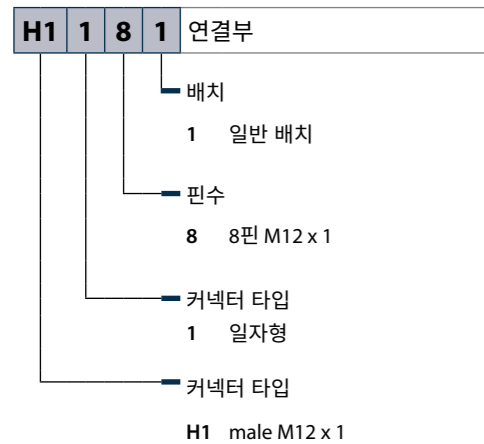 H1 1 8 1 연결부
배치
1 일반 배치
핀수
8 8핀 M12 x 1
커넥터 타입
1 일자형
커넥터 타입
H1 male M12 x 1